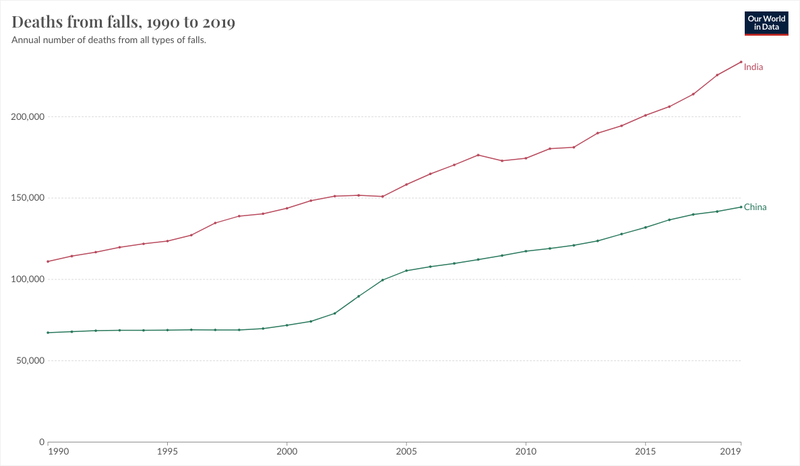 Deaths from falls, 1990 to 2019
Annual number of deaths from all types of falls.
Our World
in Data
India
200,000
150,000
China
100,000
50,000
0
1990
1995
2000
2005
2010
2015
2019